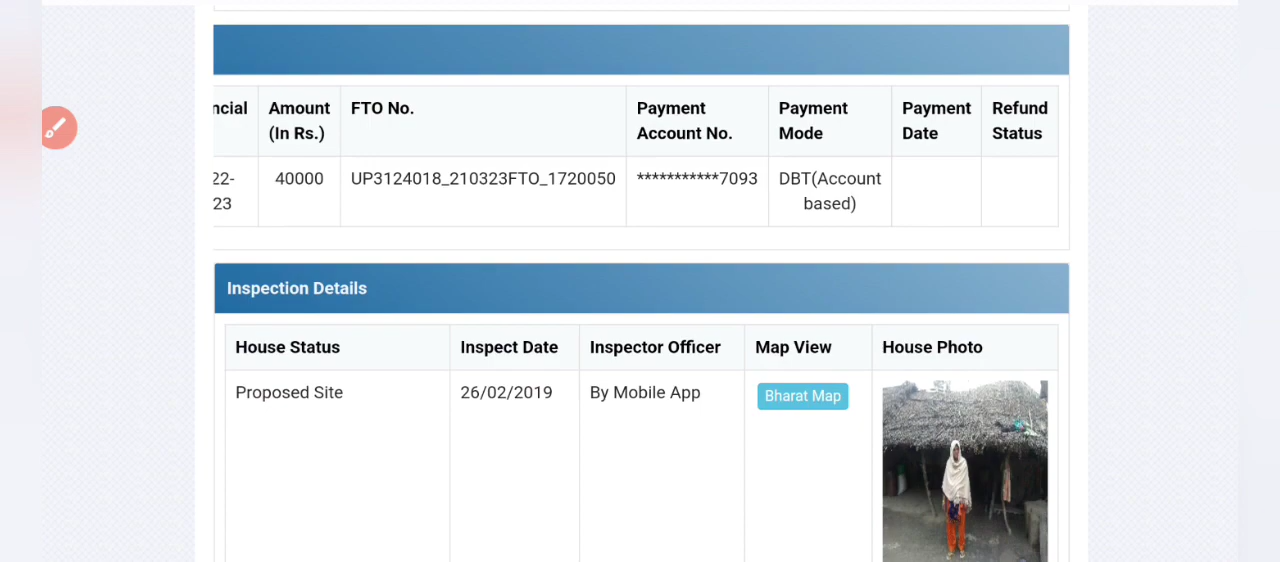 ncial Amount FTO No. Payment Payment Payment Refund
(In Rs.) Account No. Mode Date Status
22- 40000 UP3124018_210323FTO_1720050 ***********7093 DBT(Account
23 based)
Inspection Details
House Status Inspect Date Inspector Officer Map View House Photo
Proposed Site 26/02/2019 By Mobile App Bharat Map